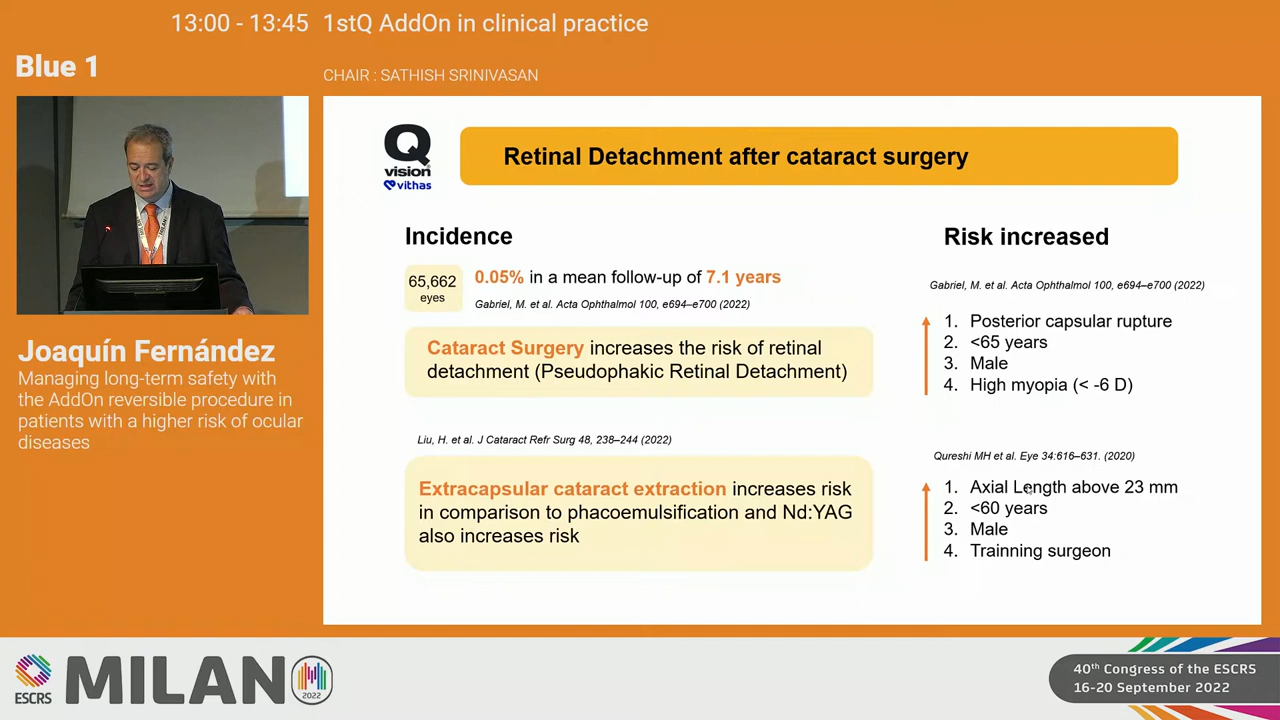 13:00 - 13:45 1stQ AddOn in clinical practice
Blue 1
CHAIR : SATHISH SRINIVASAN
Joaquín Fernández
Managing long-term safety with
the AddOn reversible procedure in
patients with a higher risk of ocular
diseases
Q
vision
vithas
Retinal Detachment after cataract surgery
Incidence
65,662
eyes
0.05% in a mean follow-up of 7.1 years
Gabriel, M. et al. Acta Ophthalmol 100, e694–e700 (2022)
Cataract Surgery increases the risk of retinal
detachment (Pseudophakic Retinal Detachment)
Liu, H. et al. J Cataract Refr Surg 48, 238–244 (2022)
Extracapsular cataract extraction increases risk
in comparison to phacoemulsification and Nd:YAG
also increases risk
Risk increased
Gabriel, M. et al. Acta Ophthalmol 100, e694–e700 (2022)
1. Posterior capsular rupture
2. <65 years
3. Male
4. High myopia (< -6 D)
Qureshi MH et al. Eye 34:616–631. (2020)
1. Axial Length above 23 mm
2. <60 years
3. Male
4. Trainning surgeon
ESCRS
MILANO
2022
40th Congress of the ESCRS
16-20 September 2022